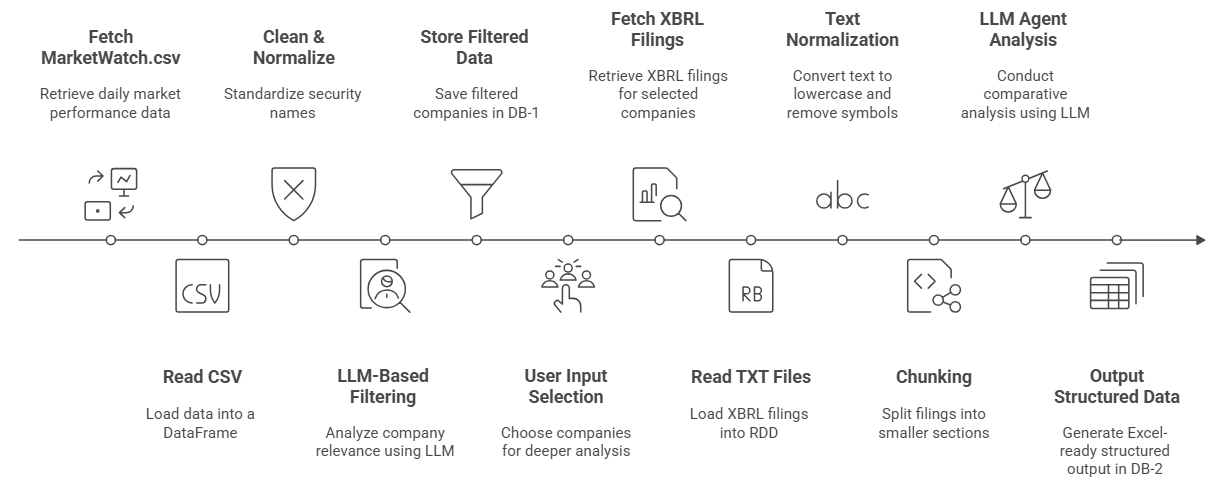 Fetch
MarketWatch.csv
Retrieve daily market
performance data
Clean &
Normalize
Standardize security
names
Store Filtered
Data
Save filtered
companies in DB-1
Fetch XBRL
Filings
Retrieve XBRL filings
for selected
companies
Text
Normalization
Convert text to
lowercase and
remove symbols
LLM Agent
Analysis
Conduct
comparative
analysis using LLM
abc
CSV
RB
Read CSV
Load data into a
DataFrame
LLM-Based
Filtering
Analyze company
relevance using LLM
User Input
Selection
Choose companies
for deeper analysis
Read TXT Files
Load XBRL filings
into RDD
Chunking
Split filings into
smaller sections
Output
Structured Data
Generate Excel-
ready structured
output in DB-2